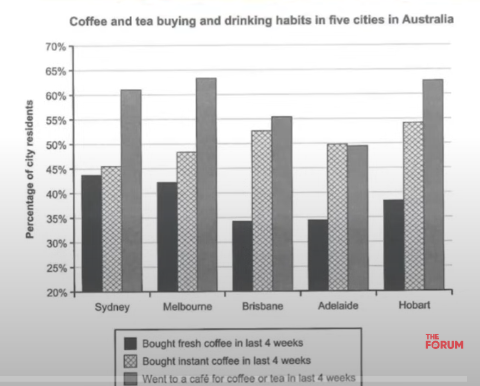 Coffee and tea buying and drinking habits in five cities in Australia
Percentage of city residents
70%
65%
60%
55%
50%
45%
40%
35%
30%
25%
20%
Sydney Melbourne Brisbane Adelaide Hobart
THE
FORUM
Bought fresh coffee in last 4 weeks
Bought instant coffee in last 4 weeks
Went to a café for coffee or tea in last 4 weeks